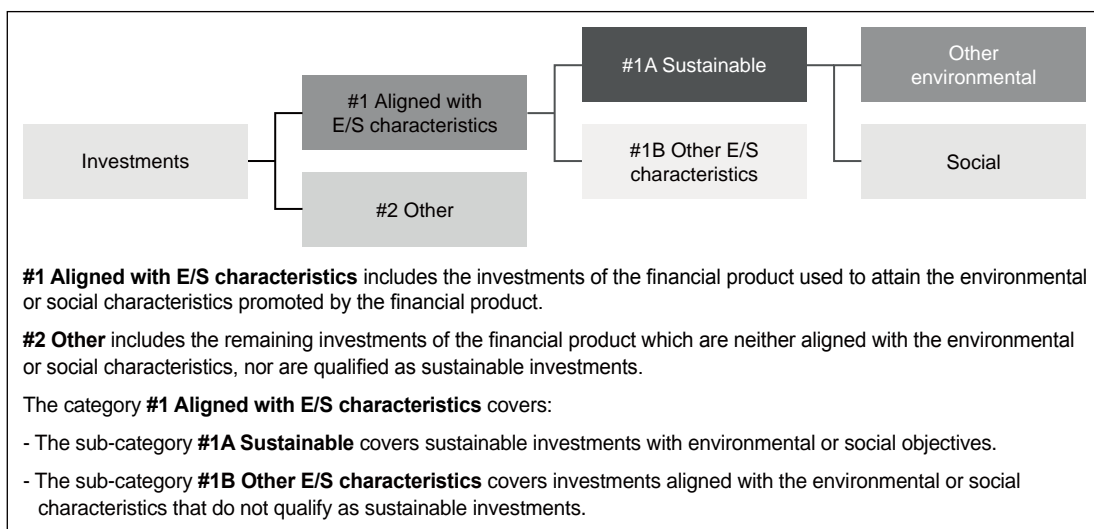 Investments
#1 Aligned with
E/S characteristics
#2 Other
#1A Sustainable
#1B Other E/S
characteristics
Other
environmental
Social
#1 Aligned with E/S characteristics includes the investments of the financial product used to attain the environmental
or social characteristics promoted by the financial product.
#2 Other includes the remaining investments of the financial product which are neither aligned with the environmental
or social characteristics, nor are qualified as sustainable investments.
The category #1 Aligned with E/S characteristics covers:
- The sub-category #1A Sustainable covers sustainable investments with environmental or social objectives.
- The sub-category #1B Other E/S characteristics covers investments aligned with the environmental or social
characteristics that do not qualify as sustainable investments.